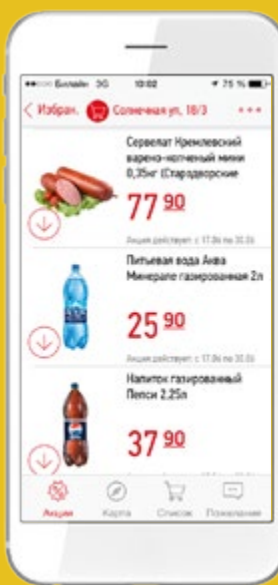 Билайн 3G 10:02 75 %
Избран. Солнечная ул, 18/3
Сервелат Кремлевский
варено-копченый мини
0,35кг (Стародворские
77 90
Акция действует: с 17.06 по 30.06
Питьевая вода Аква
Минерале газированная 2л
25 90
Акция действует: с 17.06 по 30.06
Напиток газированный
Пепси 2,25л
37 90
Акции Карта Список Пожелание